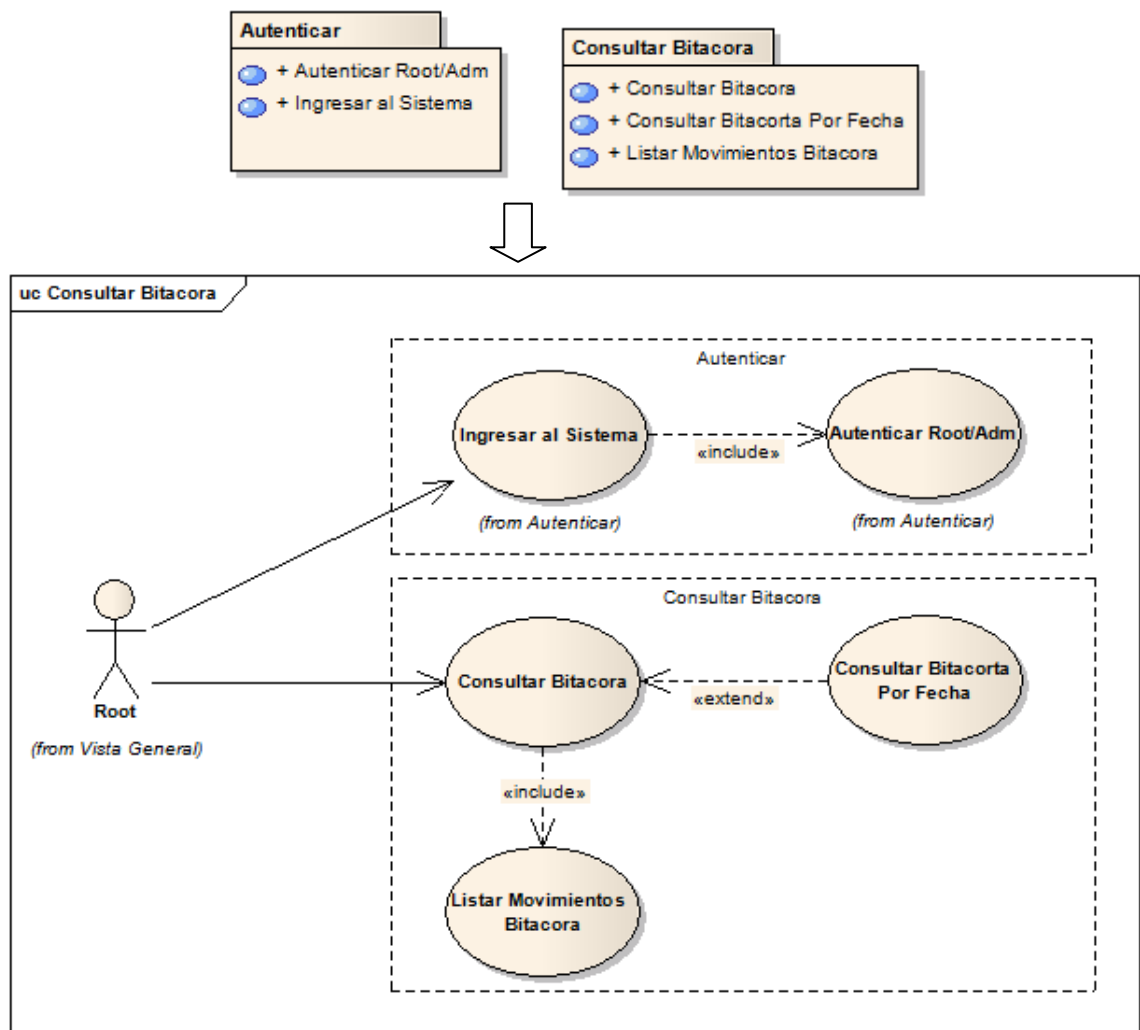 Autenticar
+ Autenticar Root/Adm
+ Ingresar al Sistema
Consultar Bitacora
+ Consultar Bitacora
+ Consultar Bitacorta Por Fecha
+ Listar Movimientos Bitacora
uc Consultar Bitacora
Autenticar
Ingresar al Sistema
«include»
Autenticar Root/Adm
(from Autenticar)
(from Autenticar)
Root
(from Vista General)
Consultar Bitacora
Consultar Bitacora
«extend»
Consultar Bitacorta
Por Fecha
«include»
Listar Movimientos
Bitacora